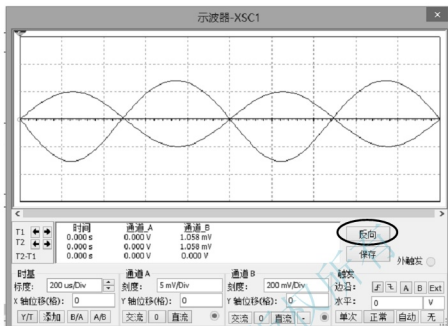 示波器-XSC1
×
T1
T2
T2-T1
时间 通道_A 通道_B
0.000 s 0.000 V 1.058 mV
0.000 s 0.000 V 1.058 mV
0.000 s 0.000 V 0.000 V
反向
保存
外触发
时基
标度: 200 us/Div
X 轴位移(格): 0
Y/T 添加 B/A A/B
通道 A
刻度: 5 mV/Div
Y 轴位移(格): 0
交流 0 直流
通道 B
刻度: 200 mV/Div
Y 轴位移(格): 0
交流 0 直流 -
触发
边沿: A B Ext
水平: 0 V
单次 正常 自动 无